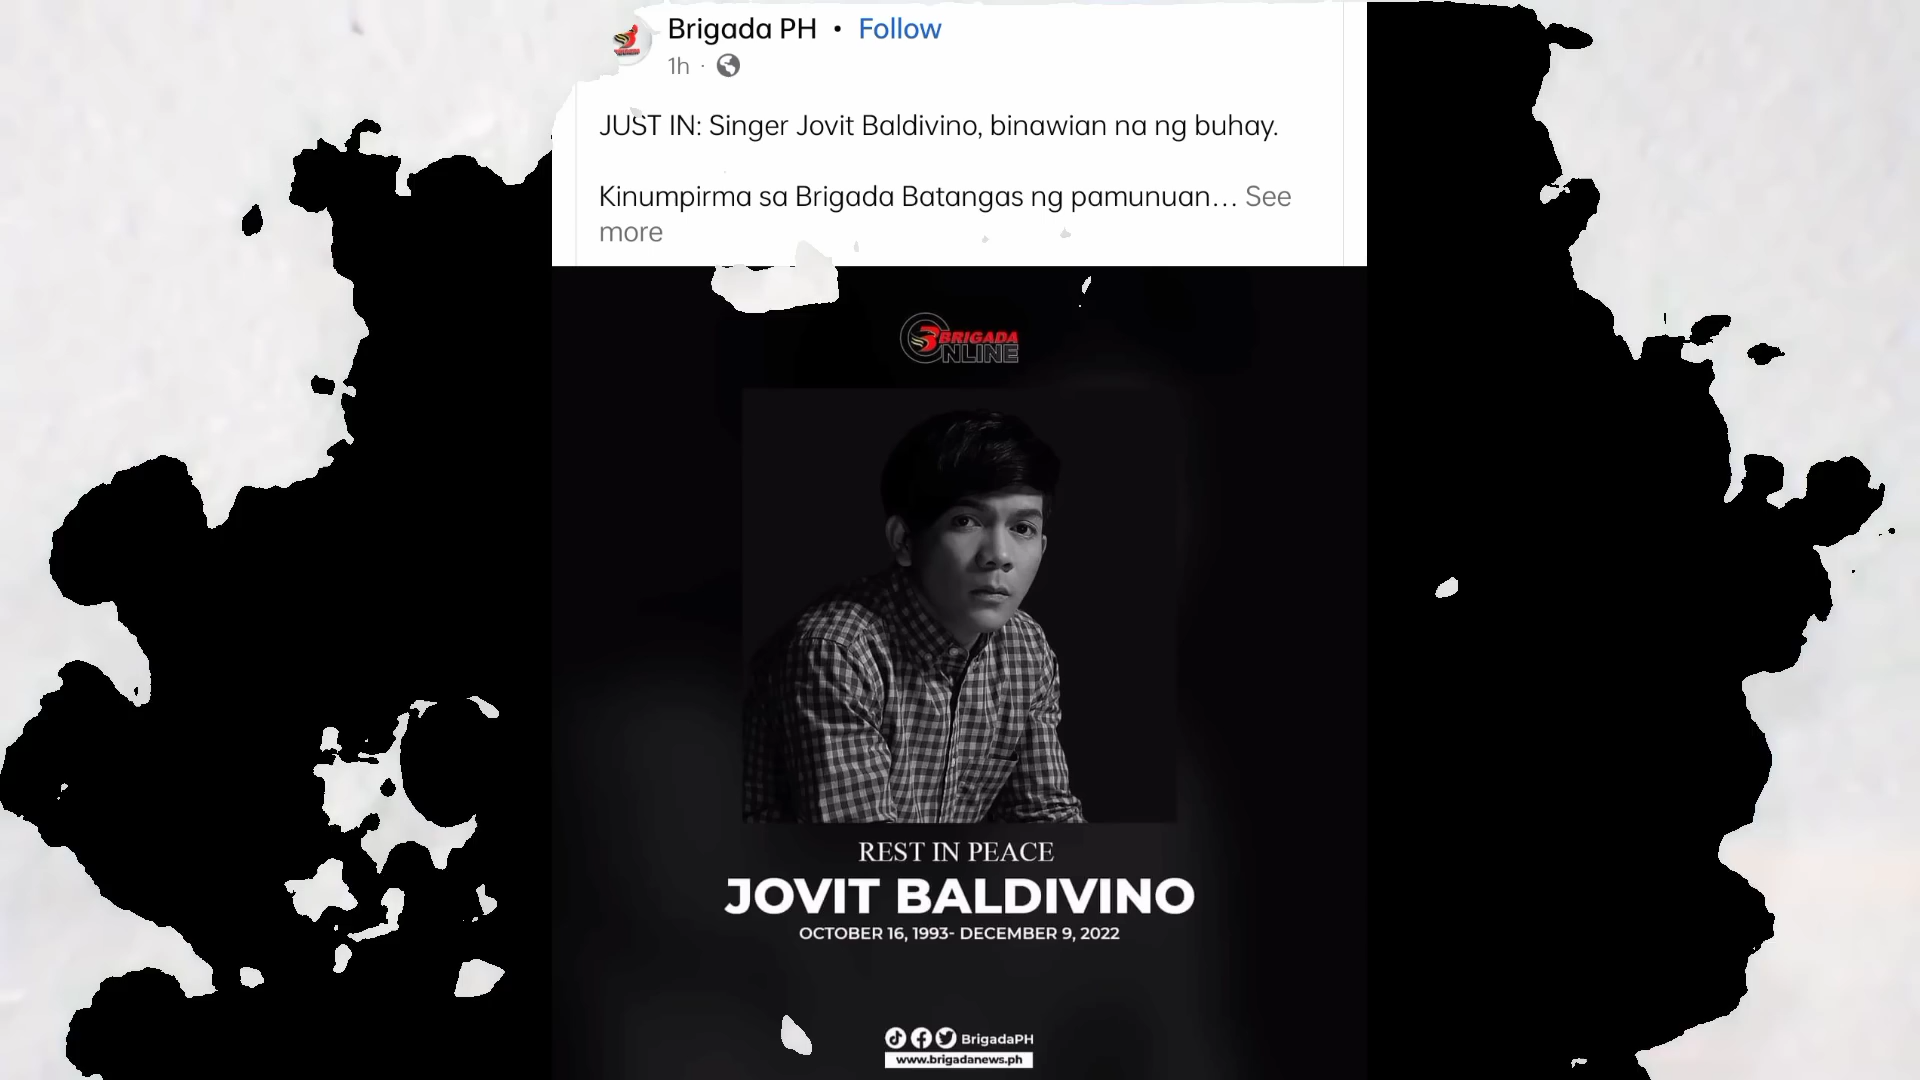 Brigada PH • Follow
1h ·
JUST IN: Singer Jovit Baldivino, binawian na ng buhay.
Kinumpirma sa Brigada Batangas ng pamunuan... See
more
BRIGADA
ONLINE
REST IN PEACE
JOVIT BALDIVINO
OCTOBER 16, 1993- DECEMBER 9, 2022
BrigadaPH
www.brigadanews.ph